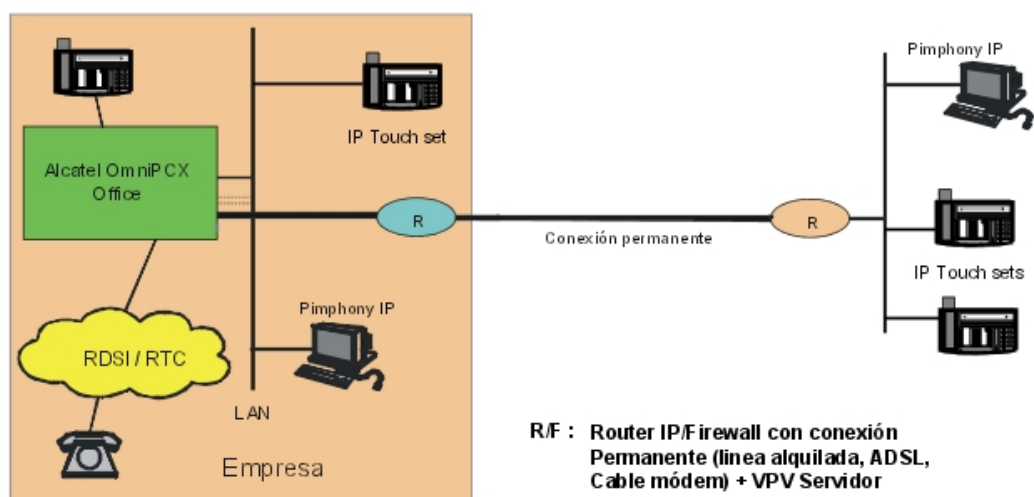 Pimphony IP
IP Touch set
Alcatel OmniPCX
Office
R
R
Conexión permanente
IP Touch sets
Pimphony IP
RDSI / RTC
LAN
Empresa
R/F : Router IP/Firewall con conexión
Permanente (linea alquilada, ADSL,
Cable módem) + VPV Servidor